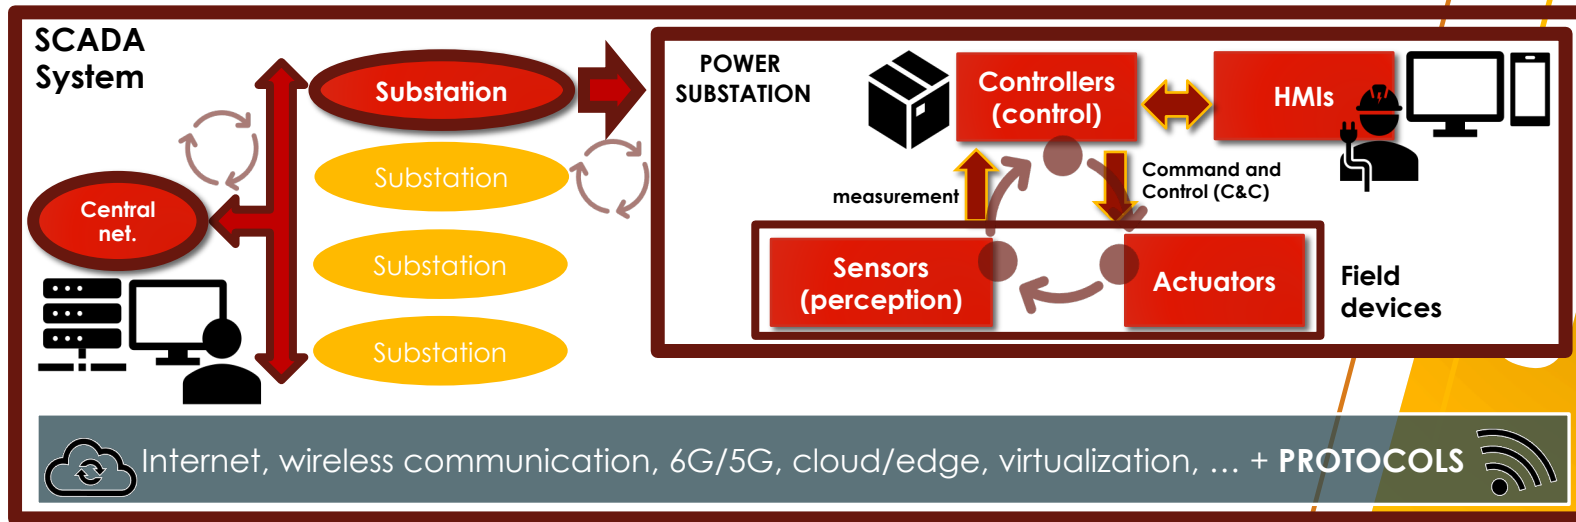 SCADA
System
Central
net.
Substation
Substation
Substation
Substation
POWER
SUBSTATION
Controllers
(control)
HMIs
measurement
Command and
Control (C&C)
Sensors
(perception)
Actuators
Field
devices
Internet, wireless communication, 6G/5G, cloud/edge, virtualization, … + PROTOCOLS